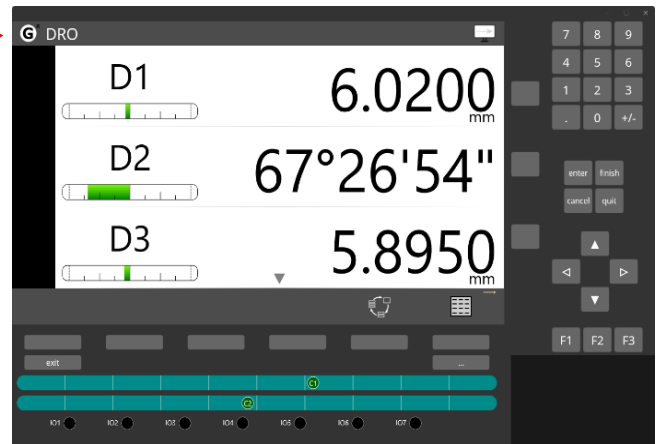 G DRO
D1 6.0200
mm
D2 67°26'54"
D3 5.8950
mm
exit ...
C1
C2
IO1 IO2 IO3 IO4 IO5 IO6 IO7
7 8 9
4 5 6
1 2 3
. 0 +/-
enter finish
cancel quit
F1 F2 F3